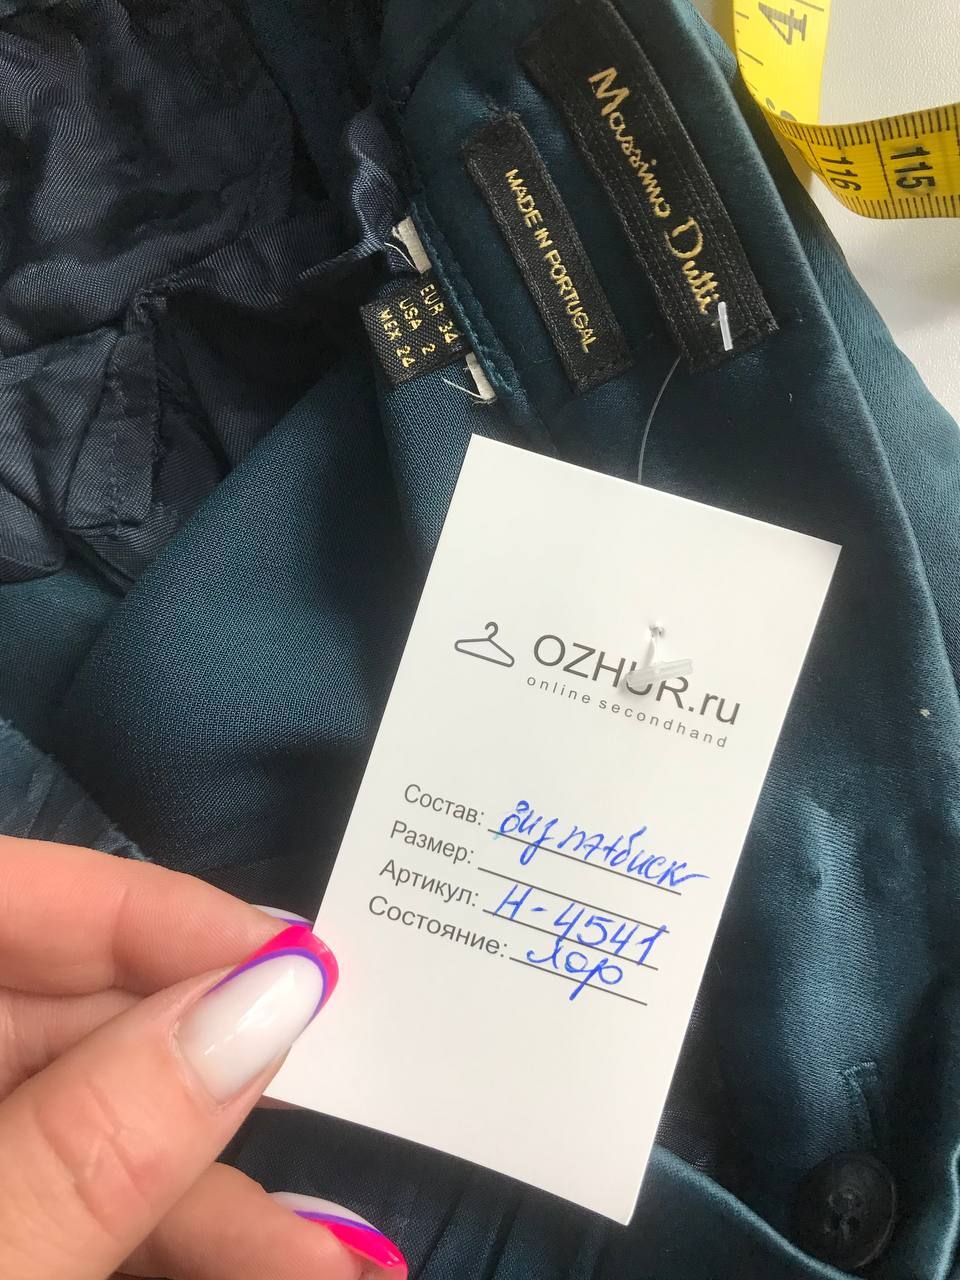 4
116
115
Massimo Dutti
MADE IN PORTUGAL
EUR 34
USA 2
MEX 24
OZHUR.ru
online secondhand
Состав:
Размер:
Артикул: Н-4541
Состояние: хор